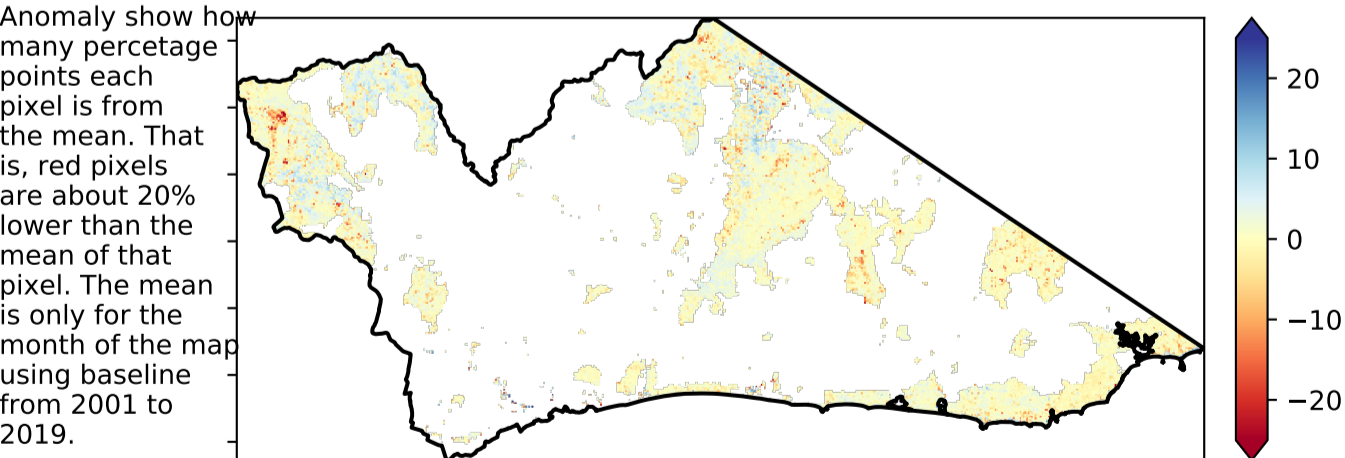 Anomaly show how
many percetage
points each
pixel is from
the mean. That
is, red pixels
are about 20%
lower than the
mean of that
pixel. The mean
is only for the
month of the map
using baseline
from 2001 to
2019.
20
10
0
−10
−20